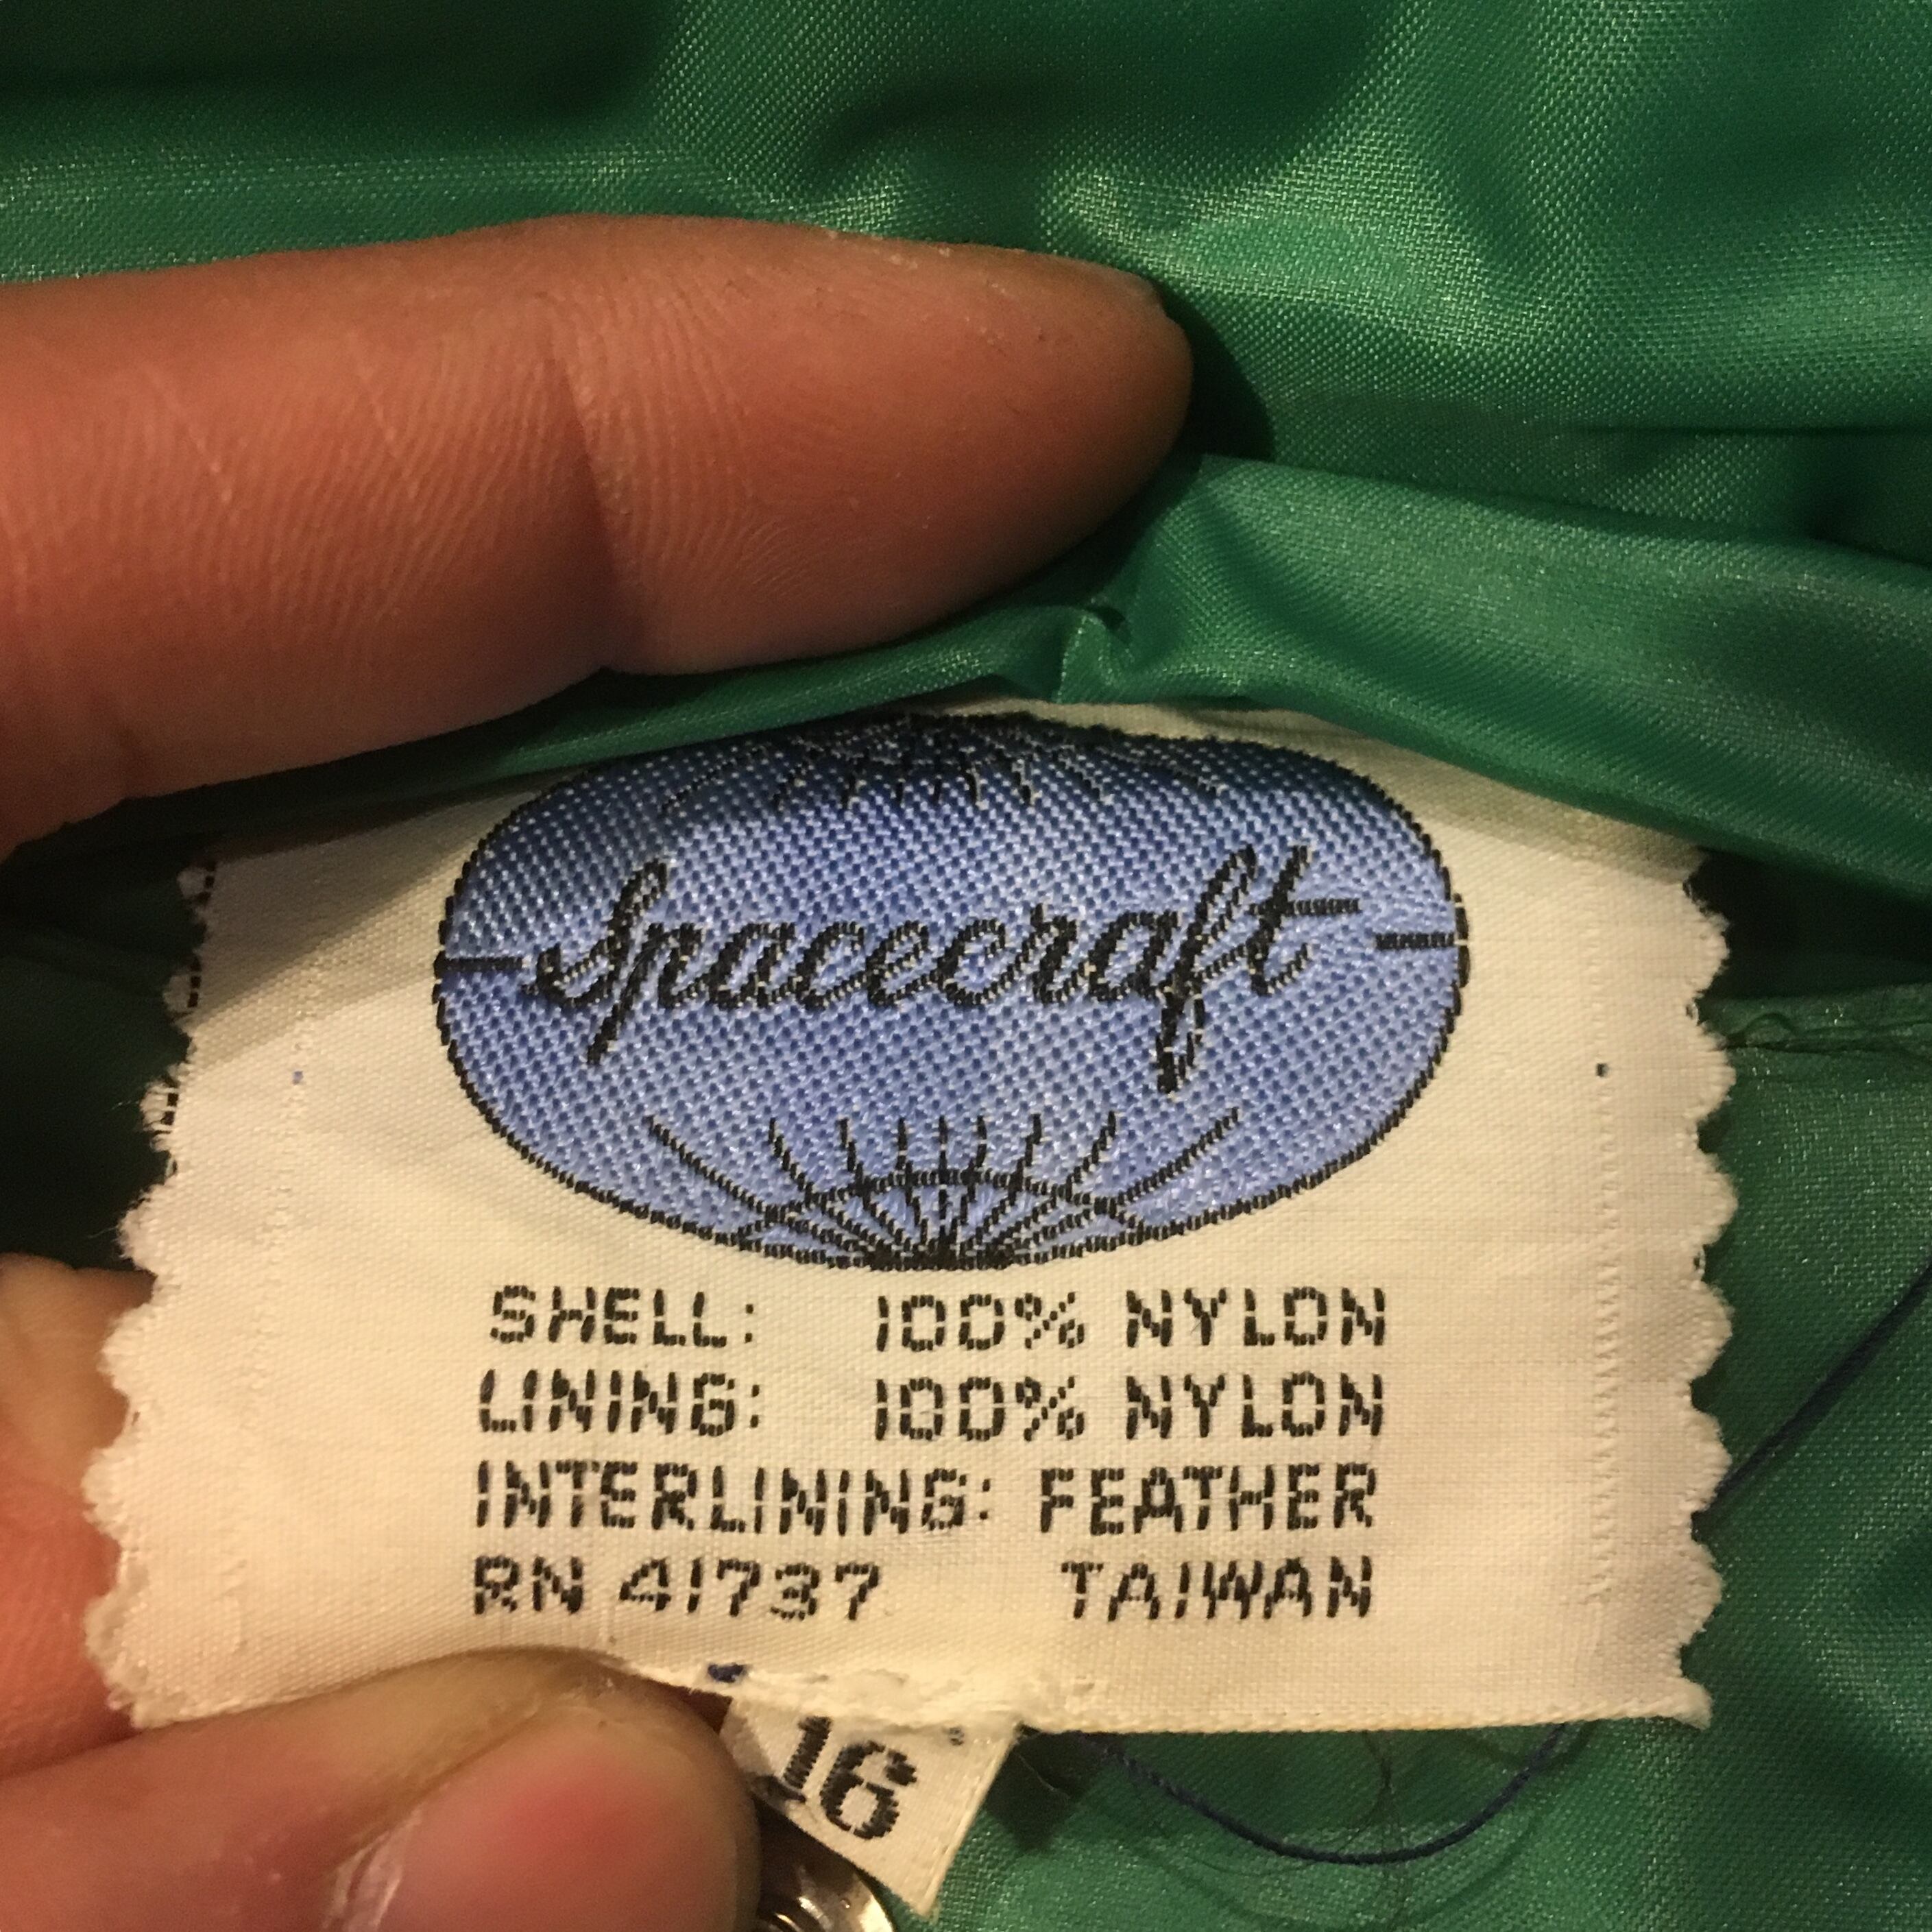 Spacecraft
SHELL: 100% NYLON
LINING: 100% NYLON
INTERLINING: FEATHER
RN 41737 TAIWAN
16